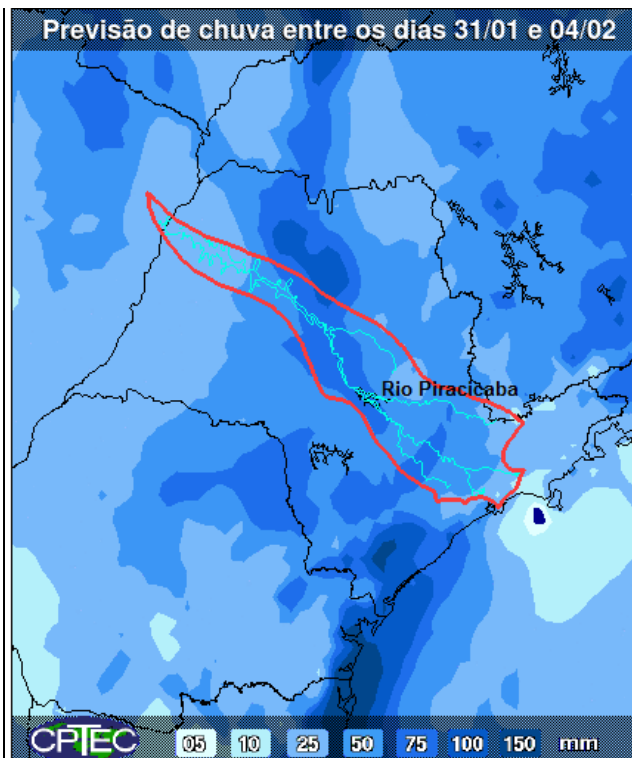 Previsão de chuva entre os dias 31/01 e 04/02
Rio Piracicaba
CPTEC 05 10 25 50 75 100 150 mm